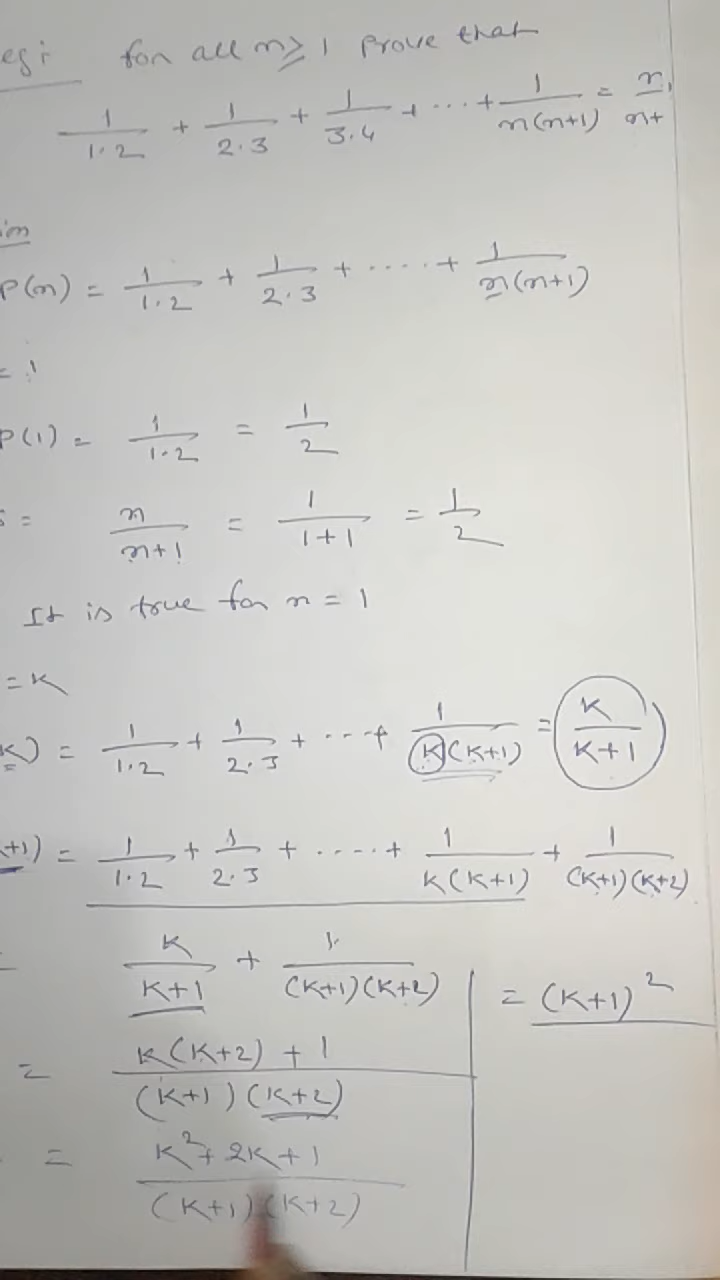 for all n ≥ 1 prove that
1/1·2 + 1/2·3 + 1/3·4 + ... + 1/n(n+1) = n/n+
P(n) = 1/1·2 + 1/2·3 + .... + 1/n(n+1)
= 1
P(1) = 1/1·2 = 1/2
= n/n+1 = 1/1+1 = 1/2
It is true for n = 1
= K
K) = 1/1·2 + 1/2·3 + ... + 1/K(K+1) = K/K+1
+1) = 1/1·2 + 1/2·3 + ..... + 1/K(K+1) + 1/(K+1)(K+2)
= K/K+1 + 1/(K+1)(K+2)
= K(K+2) + 1/(K+1)(K+2)
= K²+2K+1/(K+1)(K+2)
= (K+1)²